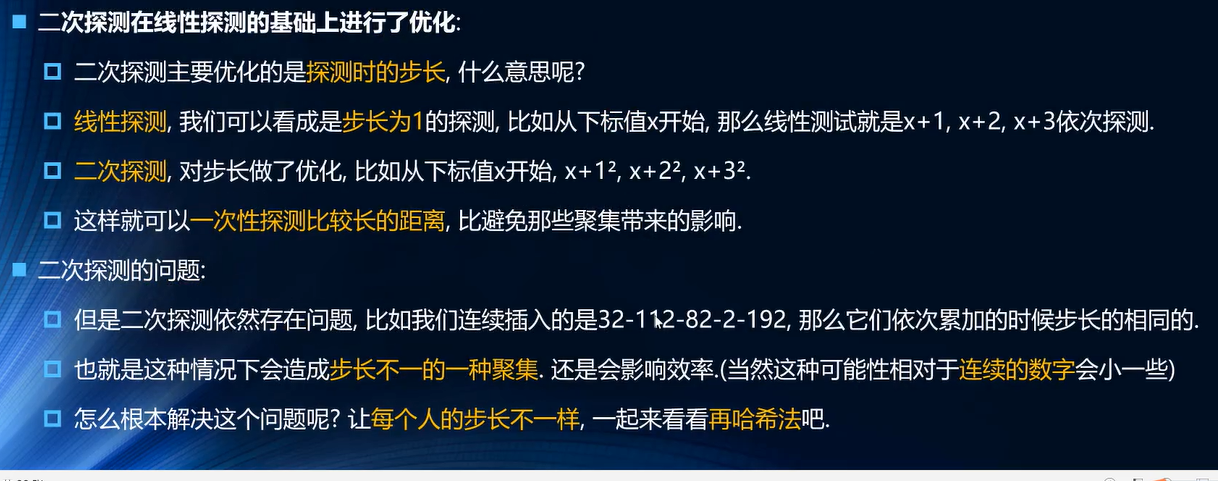 二次探测在线性探测的基础上进行了优化:
二次探测主要优化的是探测时的步长, 什么意思呢?
线性探测, 我们可以看成是步长为1的探测, 比如从下标值x开始, 那么线性测试就是x+1, x+2, x+3依次探测.
二次探测, 对步长做了优化, 比如从下标值x开始, x+1², x+2², x+3².
这样就可以一次性探测比较长的距离, 比避免那些聚集带来的影响.
二次探测的问题:
但是二次探测依然存在问题, 比如我们连续插入的是32-112-82-2-192, 那么它们依次累加的时候步长的相同的.
也就是这种情况下会造成步长不一的一种聚集. 还是会影响效率.(当然这种可能性相对于连续的数字会小一些)
怎么根本解决这个问题呢? 让每个人的步长不一样, 一起来看看再哈希法吧.